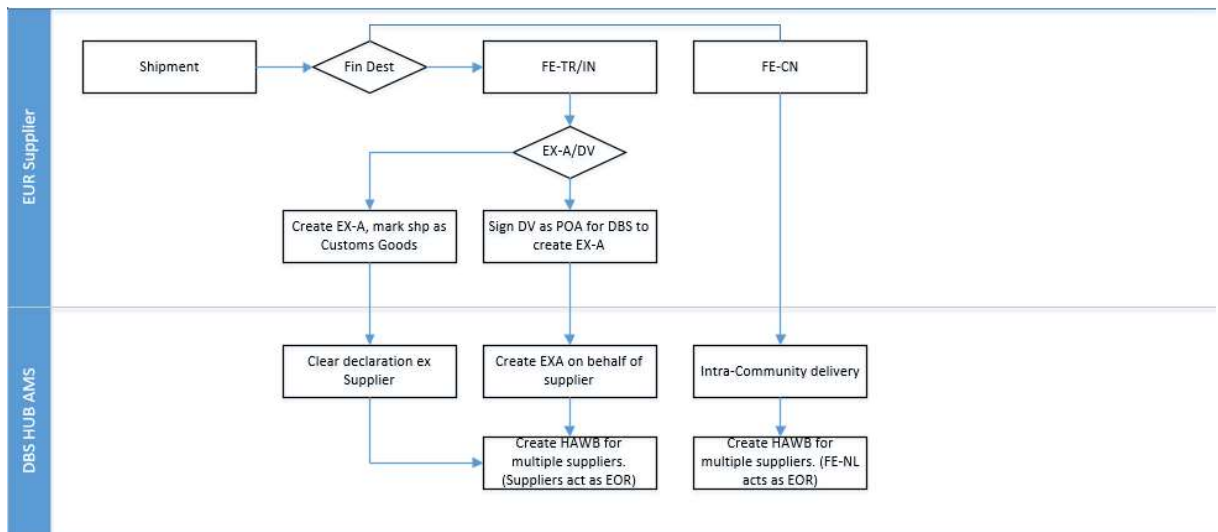 EUR Supplier
Shipment
Fin Dest
FE-TR/IN
FE-CN
EX-A/DV
Create EX-A, mark shp as
Customs Goods
Sign DV as POA for DBS to
create EX-A
DBS HUB AMS
Clear declaration ex
Supplier
Create EXA on behalf of
supplier
Intra-Community delivery
Create HAWB for
multiple suppliers.
(Suppliers act as EOR)
Create HAWB for
multiple suppliers. (FE-NL
acts as EOR)